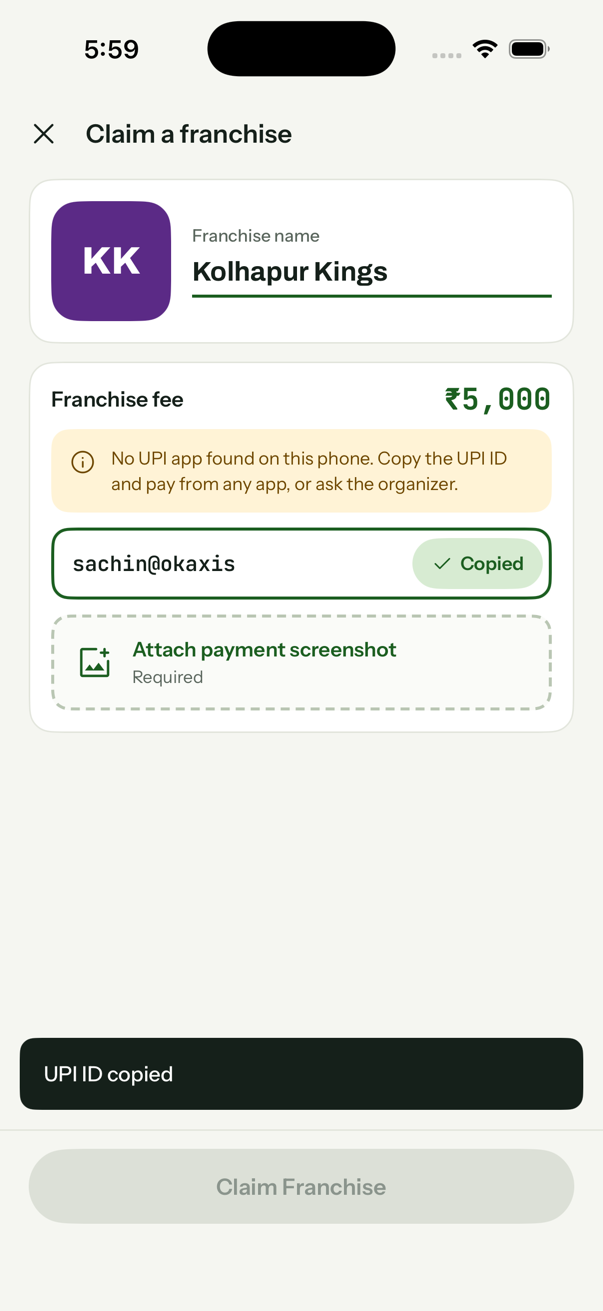 5:59
Claim a franchise
KK
Franchise name
Kolhapur Kings
Franchise fee
₹5,000
No UPI app found on this phone. Copy the UPI ID
and pay from any app, or ask the organizer.
sachin@okaxis
Copied
Attach payment screenshot
Required
UPI ID copied
Claim Franchise